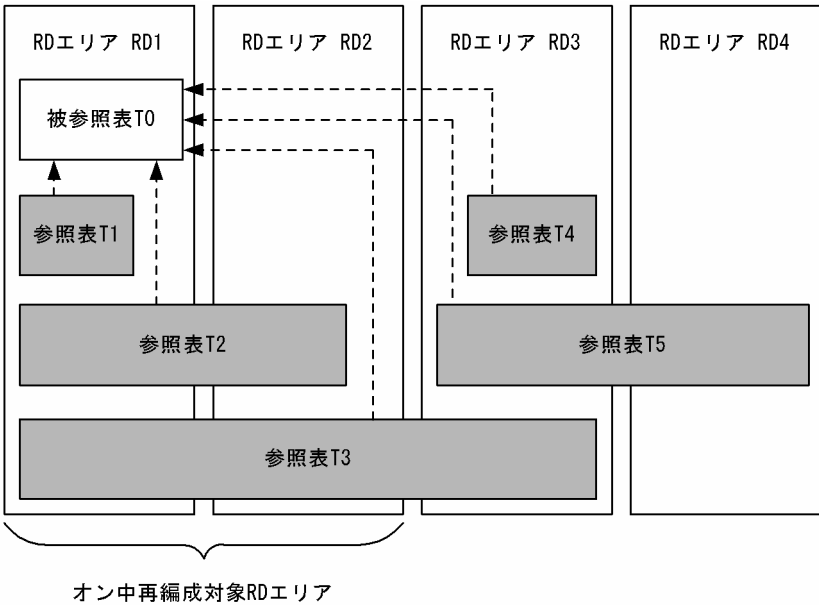 RDエリア RD1
RDエリア RD2
RDエリア RD3
RDエリア RD4
被参照表T0
参照表T1
参照表T4
参照表T2
参照表T5
参照表T3
オン中再編成対象RDエリア